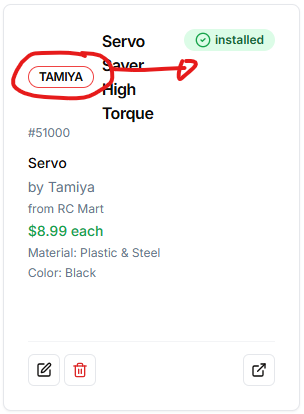 Servo
Saver
High
Torque
installed
TAMIYA
#51000
Servo
by Tamiya
from RC Mart
$8.99 each
Material: Plastic & Steel
Color: Black